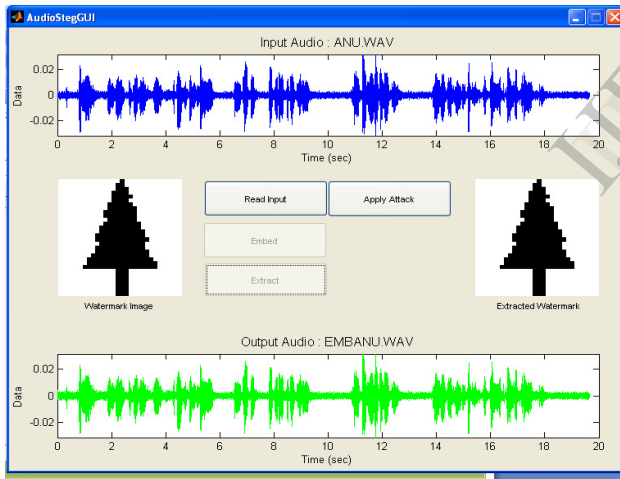 AudioStegGUI
Input Audio : ANU.WAV
Data
0.02
0
-0.02
0 2 4 6 8 10 12 14 16 18 20
Time (sec)
Read Input
Apply Attack
Embed
Extract
Watermark Image
Extracted Watermark
Output Audio : EMBANU.WAV
Data
0.02
0
-0.02
0 2 4 6 8 10 12 14 16 18 20
Time (sec)